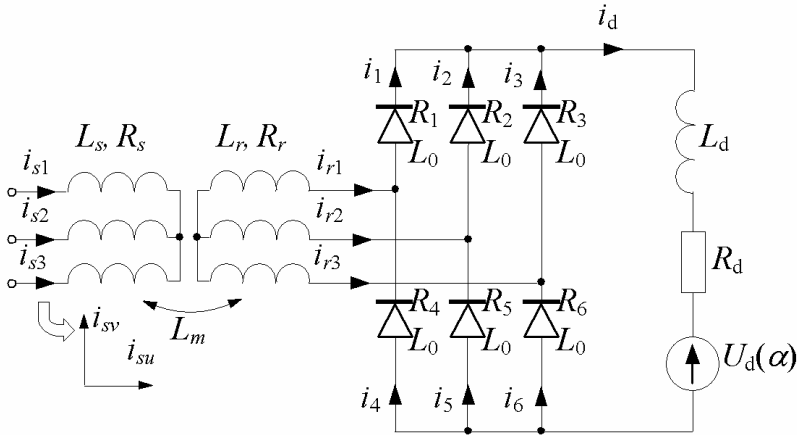 i_d
i_1 i_2 i_3
R_1 R_2 R_3
L_s, R_s L_r, R_r
L_0 L_0 L_0
L_d
i_s1 i_r1
i_s2 i_r2
i_s3 i_r3
R_d
R_4 R_5 R_6
i_sv L_m L_0 L_0 L_0
i_su
U_d(α)
i_4 i_5 i_6